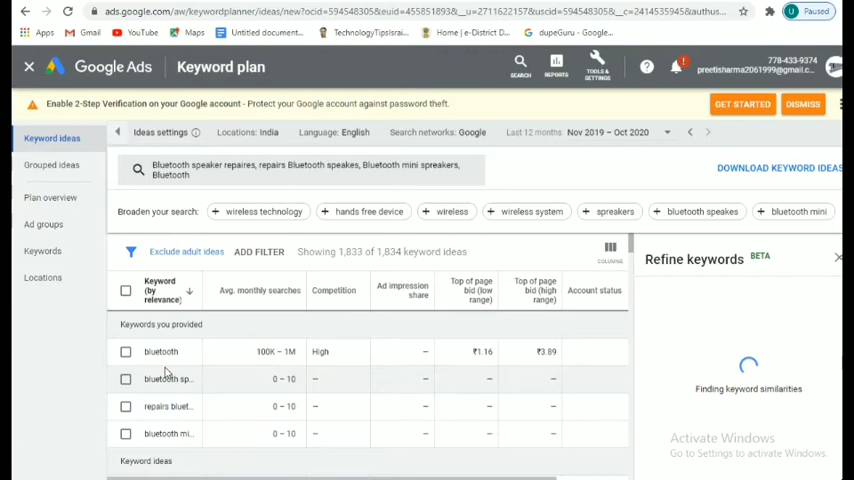 ads.google.com/aw/keywordplanner/ideas/new?ocid=594548305&euid=455851893&__u=2711622157&uscid=594548305&__c=2414535945&authus...
U Paused
Apps Gmail YouTube Maps Untitled document... TechnologyTipsIsrai... Home | e-District D... dupeGuru - Google...
Google Ads Keyword plan
SEARCH REPORTS TOOLS & SETTINGS
778-433-9374
preetisharma2061999@gmail.c...
Enable 2-Step Verification on your Google account - Protect your Google account against password theft. GET STARTED DISMISS
Keyword ideas
Grouped ideas
Plan overview
Ad groups
Keywords
Locations
Ideas settings Locations: India Language: English Search networks: Google Last 12 months Nov 2019 – Oct 2020
Bluetooth speaker repaires, repairs Bluetooth speakes, Bluetooth mini spreakers,
Bluetooth
DOWNLOAD KEYWORD IDEAS
Broaden your search: + wireless technology + hands free device + wireless + wireless system + spreakers + bluetooth speakes + bluetooth mini
Exclude adult ideas ADD FILTER Showing 1,833 of 1,834 keyword ideas
COLUMNS
Refine keywords BETA
Keyword (by relevance) Avg. monthly searches Competition Ad impression share Top of page bid (low range) Top of page bid (high range) Account status
Keywords you provided
bluetooth 100K – 1M High – ₹1.16 ₹3.89
bluetooth sp... 0 – 10 – – – –
repairs bluet... 0 – 10 – – – –
bluetooth mi... 0 – 10 – – – –
Keyword ideas
Finding keyword similarities
Activate Windows
Go to Settings to activate Windows.